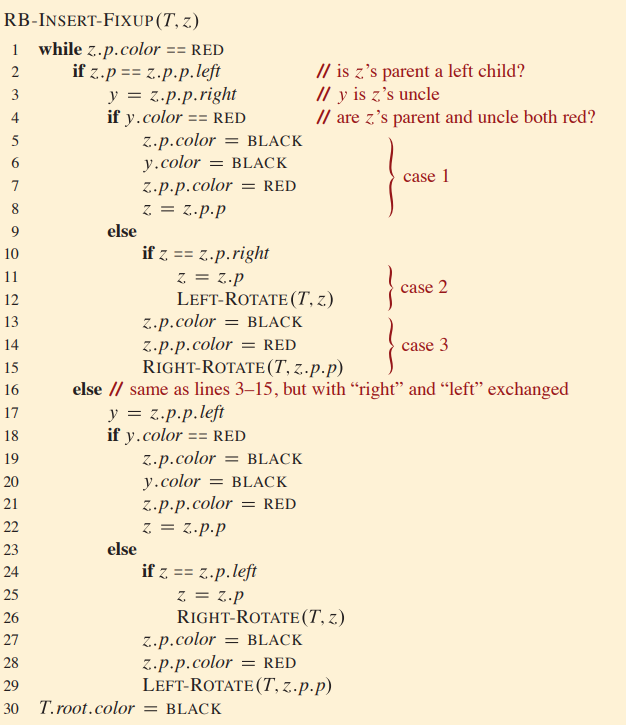 RB-INSERT-FIXUP(T, z)
1 while z.p.color == RED
2 if z.p == z.p.p.left // is z's parent a left child?
3 y = z.p.p.right // y is z's uncle
4 if y.color == RED // are z's parent and uncle both red?
5 z.p.color = BLACK
6 y.color = BLACK
7 z.p.p.color = RED case 1
8 z = z.p.p
9 else
10 if z == z.p.right
11 z = z.p
12 LEFT-ROTATE(T, z) case 2
13 z.p.color = BLACK
14 z.p.p.color = RED case 3
15 RIGHT-ROTATE(T, z.p.p)
16 else // same as lines 3–15, but with “right” and “left” exchanged
17 y = z.p.p.left
18 if y.color == RED
19 z.p.color = BLACK
20 y.color = BLACK
21 z.p.p.color = RED
22 z = z.p.p
23 else
24 if z == z.p.left
25 z = z.p
26 RIGHT-ROTATE(T, z)
27 z.p.color = BLACK
28 z.p.p.color = RED
29 LEFT-ROTATE(T, z.p.p)
30 T.root.color = BLACK